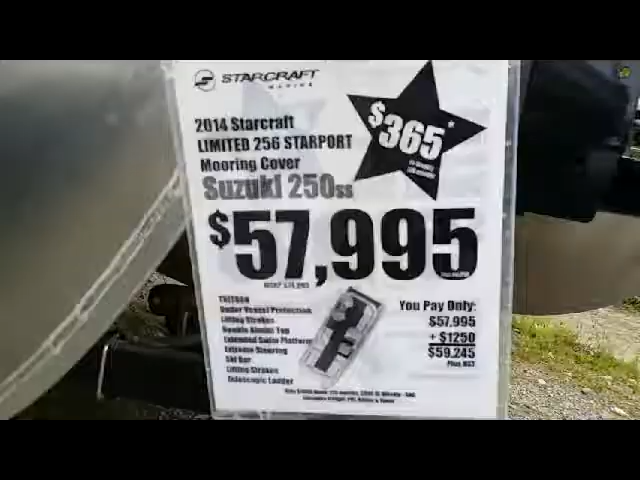 STARCRAFT
MARINE
2014 Starcraft
LIMITED 256 STARPORT
Mooring Cover
Suzuki 250ss
$365*
$57,995
TRITOON
Under Vessel Protection
Lifting Strakes
Double Bimini Top
Extended Swim Platform
Extreme Steering
Ski Bar
Lifting Strakes
Telescopic Ladder
You Pay Only:
$57,995
+ $1250
$59,245
Plus HST